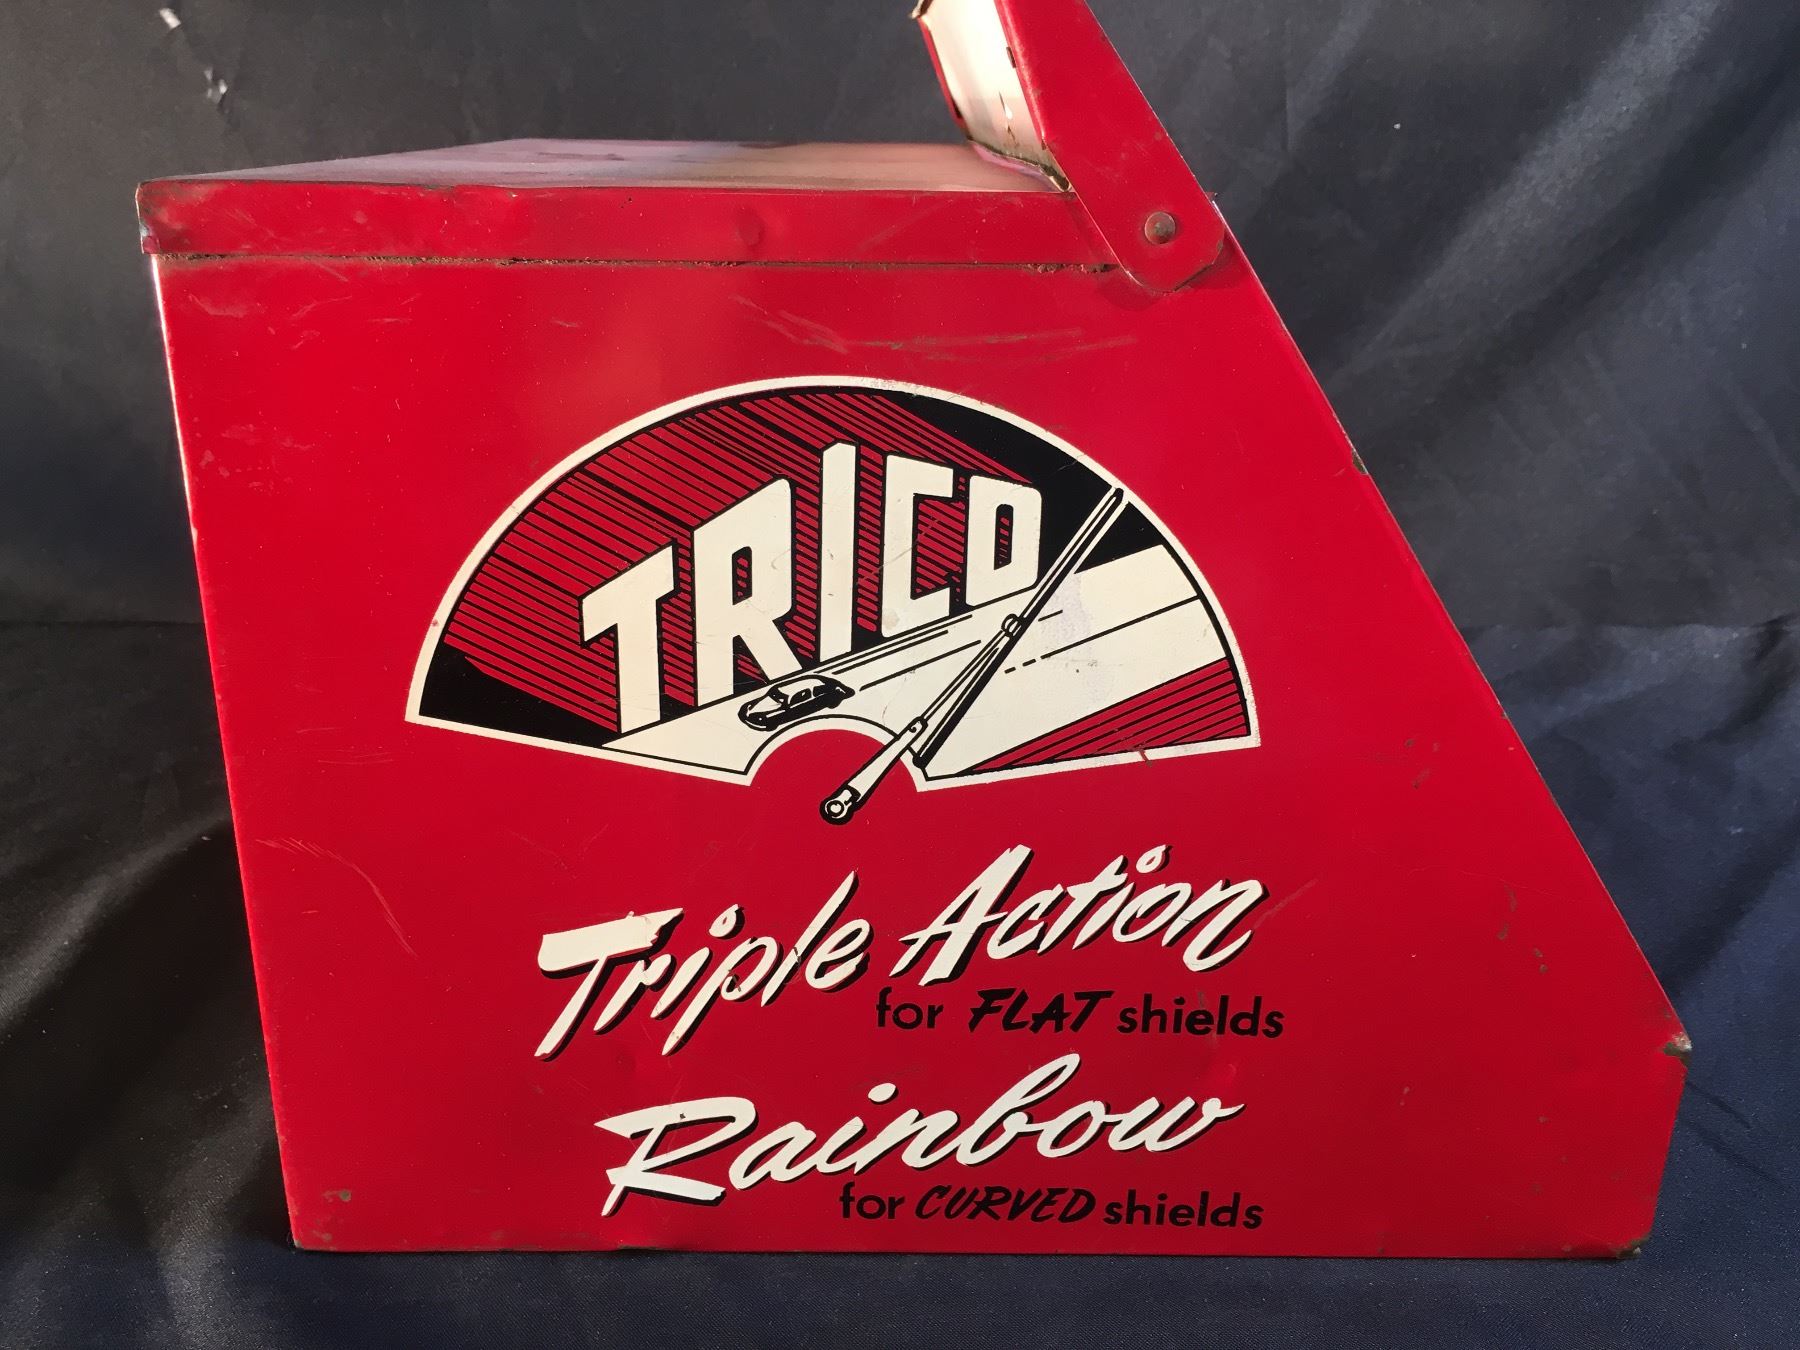 TRICO
Triple Action
for FLAT shields
Rainbow
for CURVED shields